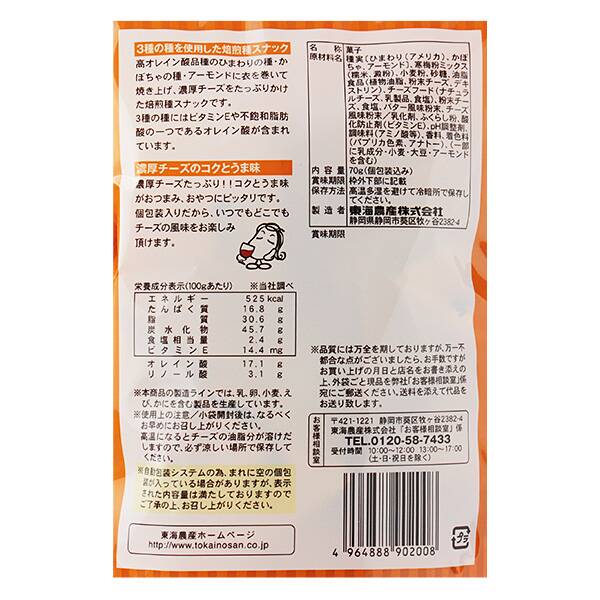 3種の種を使用した焙煎種スナック
高オレイン酸品種のひまわりの種・か
ぼちゃの種・アーモンドに衣を巻いて
焼き上げ、濃厚チーズをたっぷりかけ
た焙煎種スナックです。
3種の種にはビタミンEや不飽和脂肪
酸の一つであるオレイン酸が含まれ
ています。
濃厚チーズのコクとうま味
濃厚チーズたっぷり!!コクとうま味
がおつまみ、おやつにピッタリです。
個包装入りだから、いつでもどこでも
チーズの風味をお楽しみ
頂けます。
栄養成分表示(100gあたり) ※当社調べ
エネルギー 525 kcal
たんぱく質 16.8 g
脂質 30.6 g
炭水化物 45.7 g
食塩相当量 2.4 g
ビタミンE 14.4 mg
オレイン酸 17.1 g
リノール酸 3.1 g
※本商品の製造ラインでは、乳、卵、小麦、え
び、かにを含む製品を生産しています。
※使用上の注意/小袋開封後は、なるべく
お早めにお召し上がりください。
高温になるとチーズの油脂分が溶けだ
しますので、必ず涼しい場所で保存して
ください。
※自動包装システムの為、まれに空の個包
装が入っている場合がありますが、表示さ
れた内容量は満たしておりますので
ご了承の上、お召し上がりください。
東海農産ホームページ
http://www.tokainosan.co.jp
名称 菓子
原材料名 種実(ひまわり(アメリカ)、かぼ
ちゃ、アーモンド)、寒梅粉ミックス
(糯米、澱粉)、小麦粉、砂糖、油脂
食品(植物油脂、粉末チーズ、デキ
ストリン)、チーズフード(ナチュラ
ルチーズ、乳製品、食塩)、粉末チー
ズ、食塩、バター風味粉末、チーズ
風味粉末/乳化剤、ふくらし粉、酸
化防止剤(ビタミンE)、pH調整剤、
調味料(アミノ酸等)、香料、着色料
(パプリカ色素、アナトー)、(一部
に乳成分・小麦・大豆・アーモンド
を含む)
内容量 70g(個包装込み)
賞味期限 枠外下部に記載
保存方法 高温多湿を避けて冷暗所で保存し
てください。
製造者 東海農産株式会社
静岡県静岡市葵区牧ヶ谷2382-4
賞味期限
※品質には万全を期しておりますが、万一不
都合な点がございましたら、お手数ですが
お買い上げの月日と店名をお書き添えの
上、外袋ごと現品を弊社「お客様相談室」係
宛にご郵送ください。送料を添えて代品を
お送り致します。
お客様相談室
〒421-1221 静岡市葵区牧ヶ谷2382-4
東海農産株式会社「お客様相談室」係
TEL.0120-58-7433
受付時間 10:00〜12:00 13:00〜17:00
(土・日・祝日を除く)
4 964888 902008
プラ